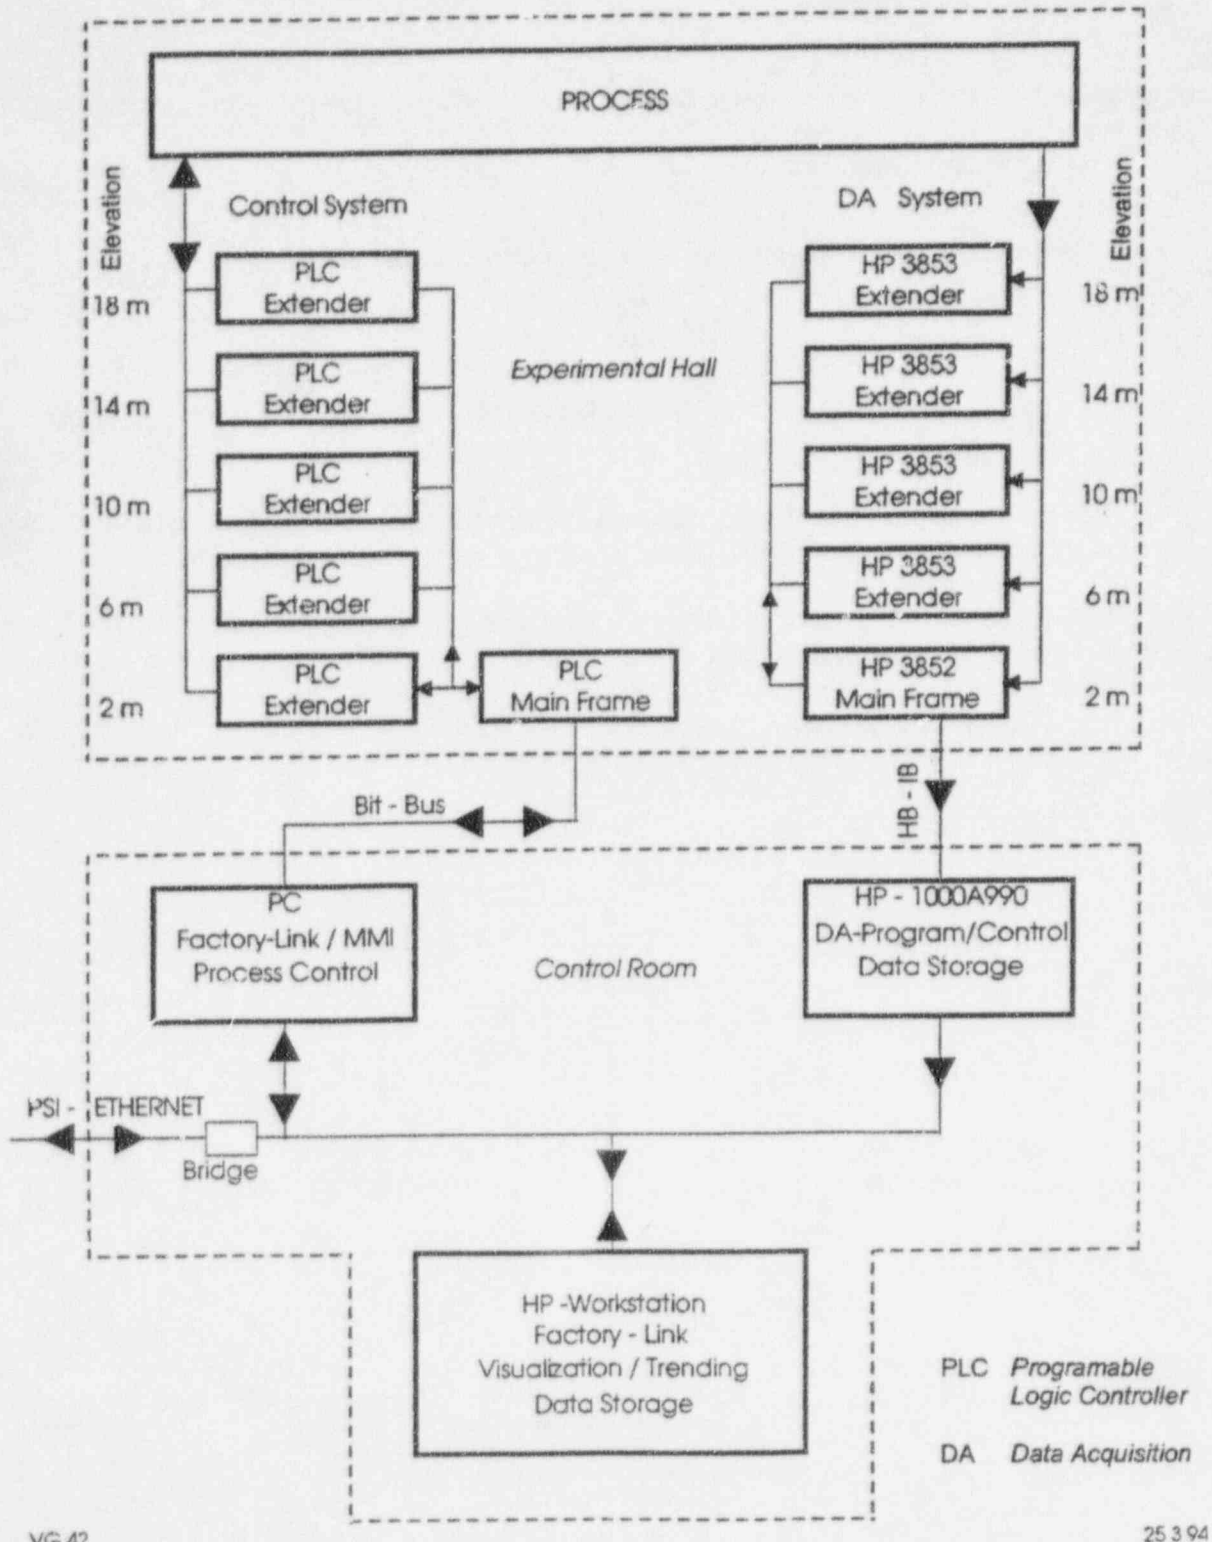 PROCESS
Elevation
Control System
DA System
Elevation
18 m
PLC
Extender
HP 3853
Extender
18 m
14 m
PLC
Extender
Experimental Hall
HP 3853
Extender
14 m
10 m
PLC
Extender
HP 3853
Extender
10 m
6 m
PLC
Extender
HP 3853
Extender
6 m
2 m
PLC
Extender
PLC
Main Frame
HP 3852
Main Frame
2 m
Bit - Bus
HB - IB
PC
Factory-Link / MMI
Process Control
Control Room
HP - 1000A990
DA-Program/Control
Data Storage
PSI - ETHERNET
Bridge
HP -Workstation
Factory - Link
Visualization / Trending
Data Storage
PLC Programable
Logic Controller
DA Data Acquisition
VG 42
25 3 94